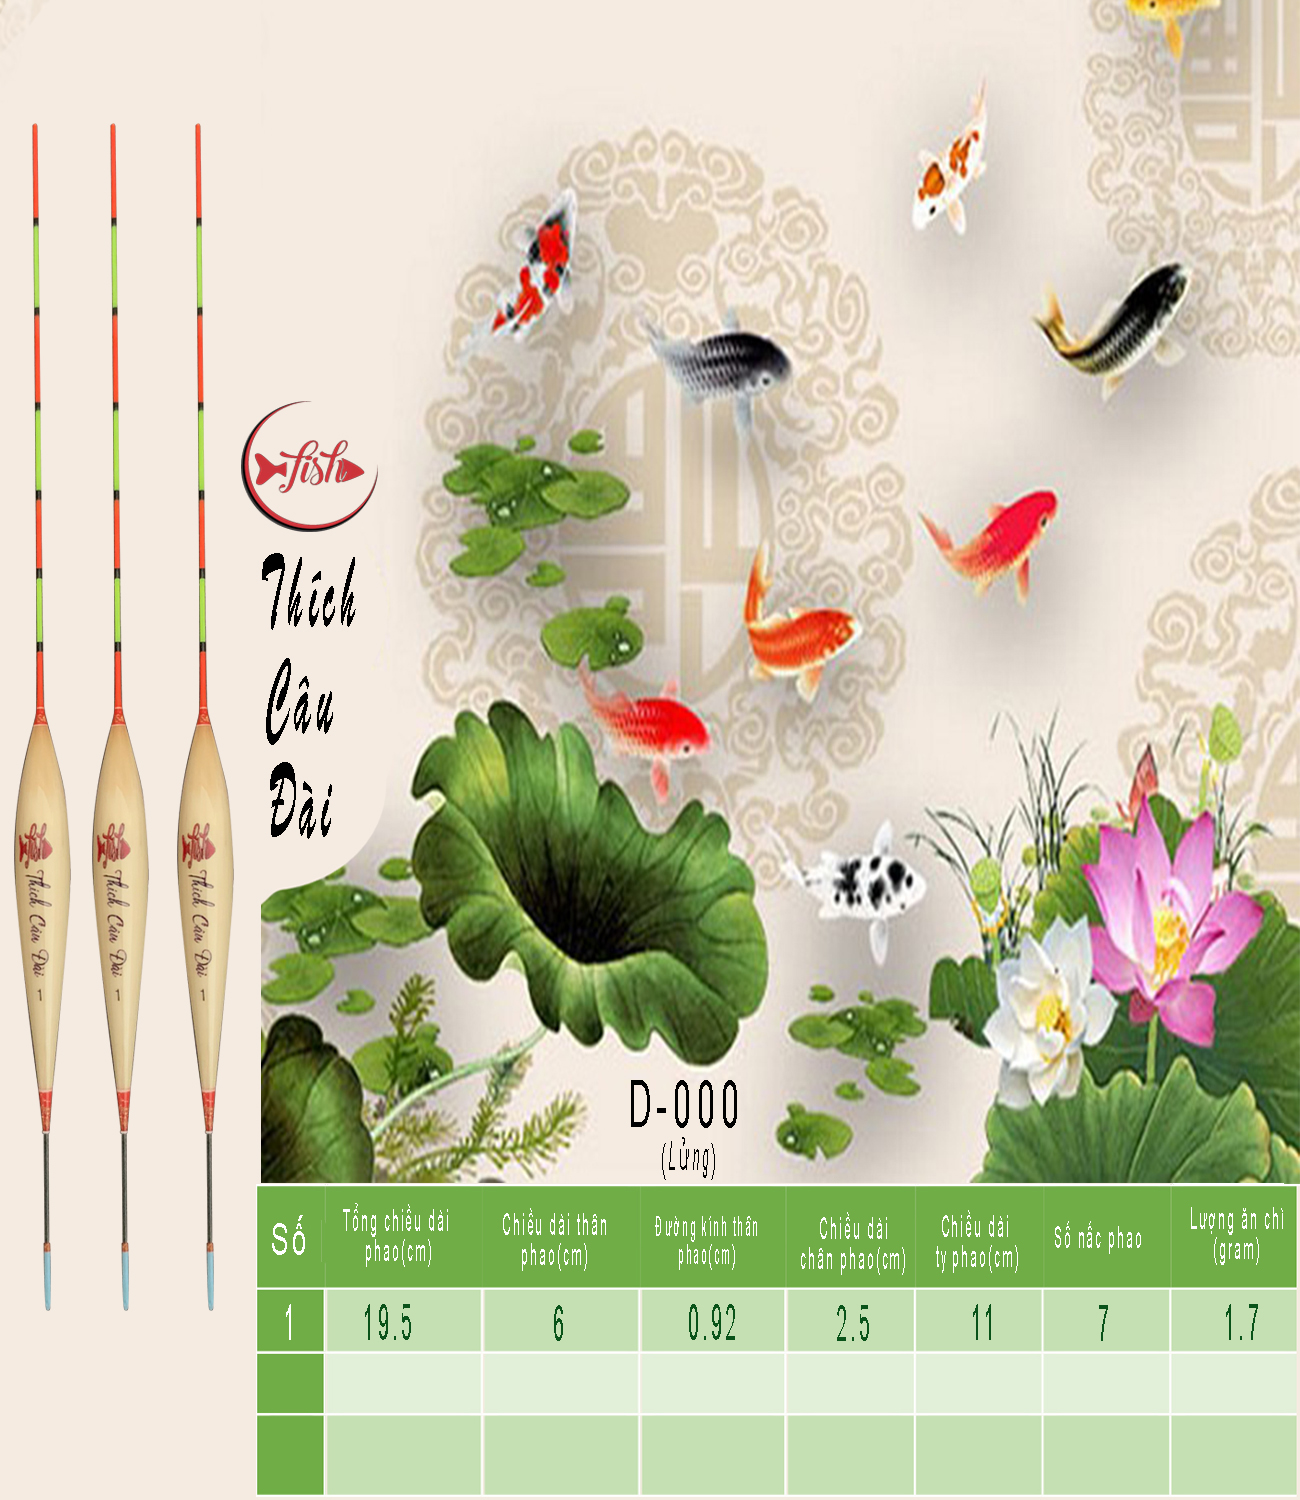 fish
Thích
Câu
Đài
fish
Thích Câu Đài 1
fish
Thích Câu Đài 1
fish
Thích Câu Đài 1
D-000
(Lửng)
Số
Tổng chiều dài
phao(cm)
Chiều dài thân
phao(cm)
Đường kính thân
phao(cm)
Chiều dài
chân phao(cm)
Chiều dài
ty phao(cm)
Số nấc phao
Lượng ăn chì
(gram)
1
19.5
6
0.92
2.5
11
7
1.7